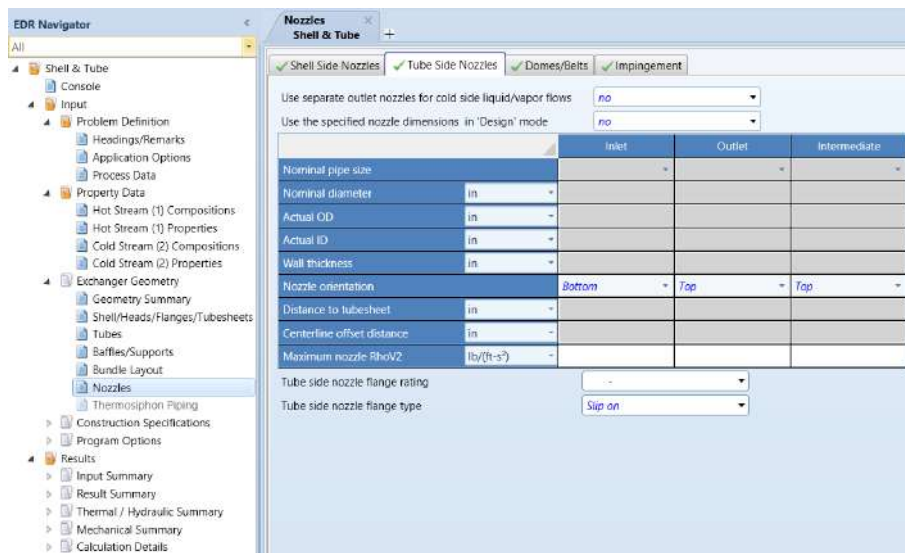 EDR Navigator
All
Shell & Tube
Console
Input
Problem Definition
Headings/Remarks
Application Options
Process Data
Property Data
Hot Stream (1) Compositions
Hot Stream (1) Properties
Cold Stream (2) Compositions
Cold Stream (2) Properties
Exchanger Geometry
Geometry Summary
Shell/Heads/Flanges/Tubesheets
Tubes
Baffles/Supports
Bundle Layout
Nozzles
Thermosiphon Piping
Construction Specifications
Program Options
Results
Input Summary
Result Summary
Thermal / Hydraulic Summary
Mechanical Summary
Calculation Details
Nozzles
Shell & Tube
Shell Side Nozzles Tube Side Nozzles Domes/Belts Impingement
Use separate outlet nozzles for cold side liquid/vapor flows no
Use the specified nozzle dimensions in 'Design' mode no
Inlet Outlet Intermediate
Nominal pipe size
Nominal diameter in
Actual OD in
Actual ID in
Wall thickness in
Nozzle orientation Bottom Top Top
Distance to tubesheet in
Centerline offset distance in
Maximum nozzle RhoV2 lb/(ft-s²)
Tube side nozzle flange rating -
Tube side nozzle flange type Slip on